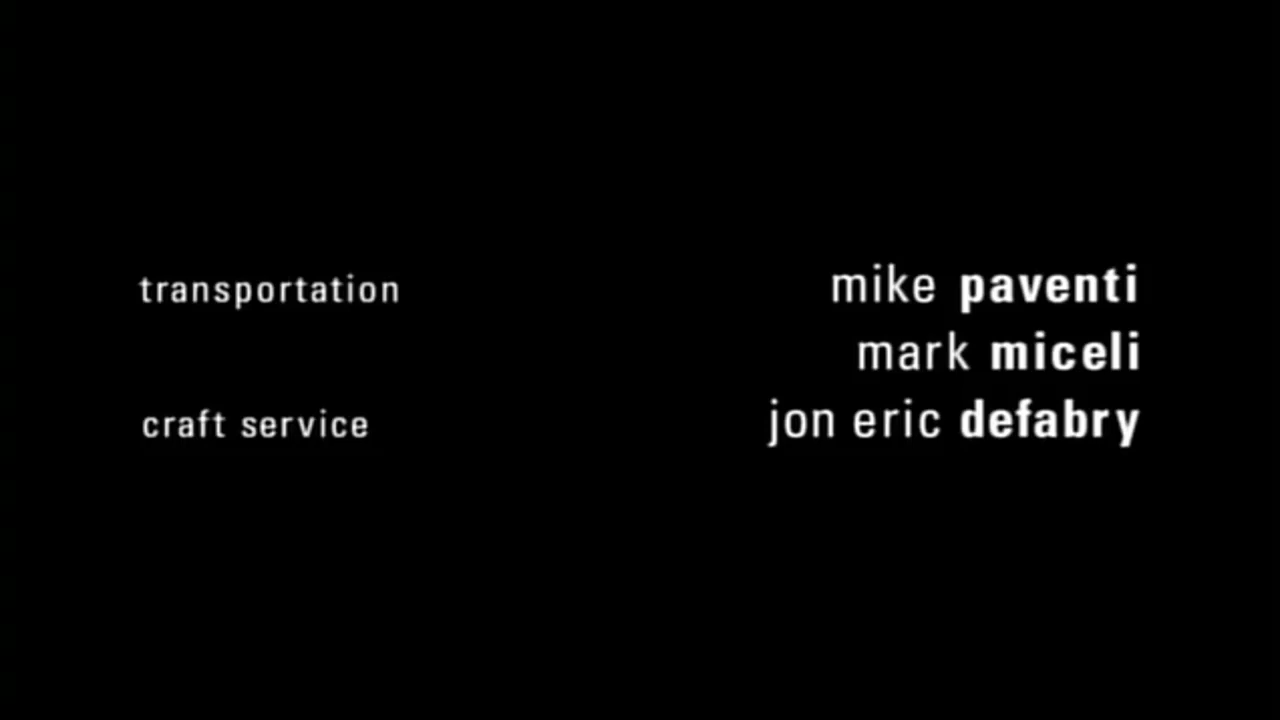 transportation mike paventi
mark miceli
craft service jon eric defabry